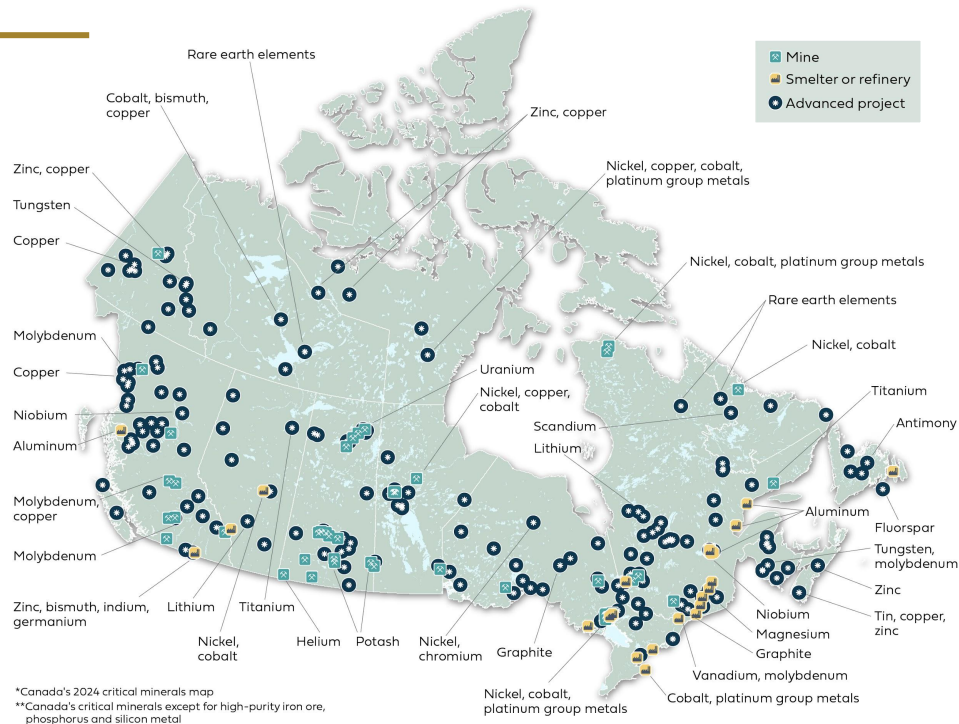 Rare earth elements
Cobalt, bismuth,
copper
Zinc, copper
Tungsten
Copper
Zinc, copper
Nickel, copper, cobalt,
platinum group metals
Mine
Smelter or refinery
Advanced project
Nickel, cobalt, platinum group metals
Rare earth elements
Nickel, cobalt
Titanium
Antimony
Molybdenum
Copper
Niobium
Aluminum
Uranium
Nickel, copper,
cobalt
Scandium
Lithium
Molybdenum,
copper
Molybdenum
Zinc, bismuth, indium,
germanium
Lithium
Nickel,
cobalt
Titanium
Helium
Potash
Nickel,
chromium
Graphite
Nickel, cobalt,
platinum group metals
Aluminum
Fluorspar
Tungsten,
molybdenum
Zinc
Tin, copper,
zinc
Niobium
Magnesium
Graphite
Vanadium, molybdenum
Cobalt, platinum group metals
*Canada's 2024 critical minerals map
**Canada's critical minerals except for high-purity iron ore,
phosphorus and silicon metal